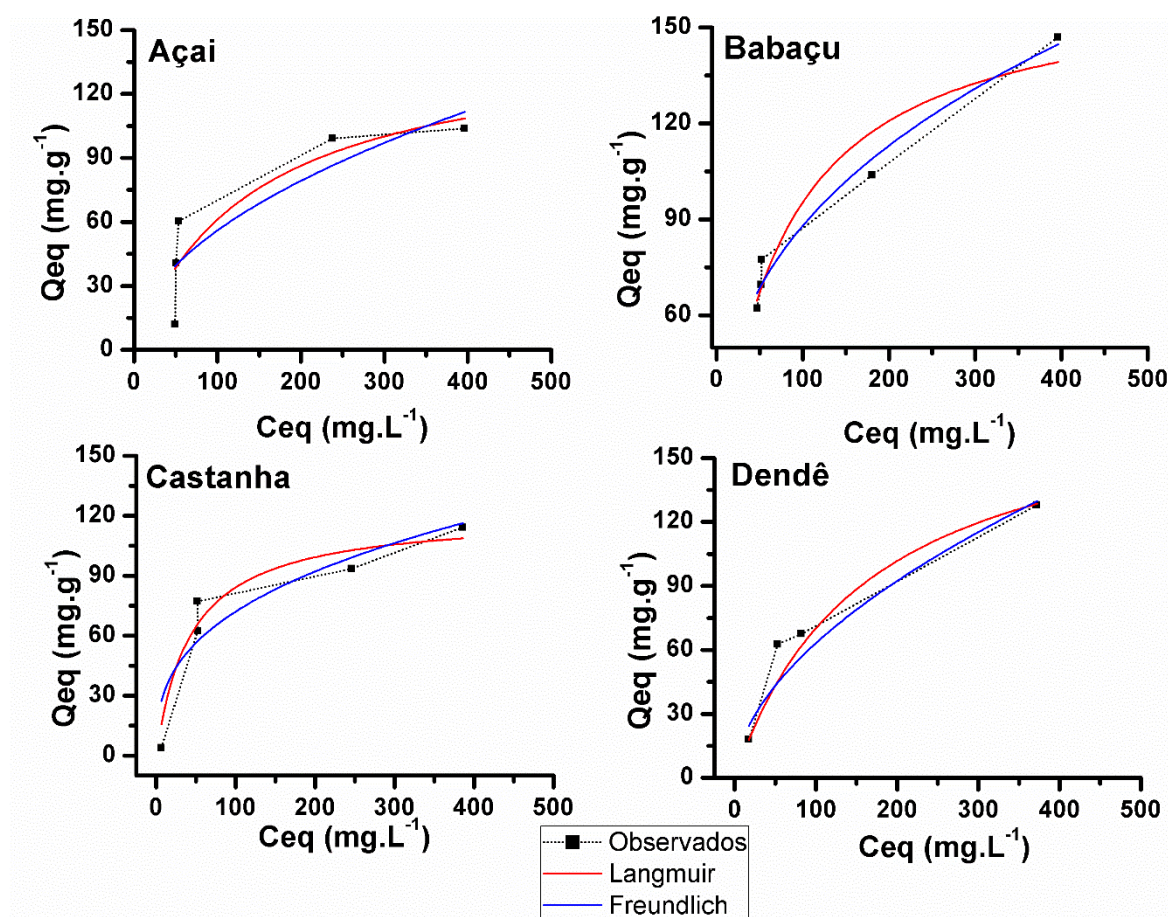 Açai
150
120
90
60
30
0
Qeq (mg.g-1)
0 100 200 300 400 500
Ceq (mg.L-1)
Babaçu
150
120
90
60
Qeq (mg.g-1)
0 100 200 300 400 500
Ceq (mg.L-1)
Castanha
150
120
90
60
30
0
Qeq (mg.g-1)
0 100 200 300 400 500
Ceq (mg.L-1)
Dendê
150
120
90
60
30
0
Qeq (mg.g-1)
0 100 200 300 400 500
Ceq (mg.L-1)
Observados
Langmuir
Freundlich